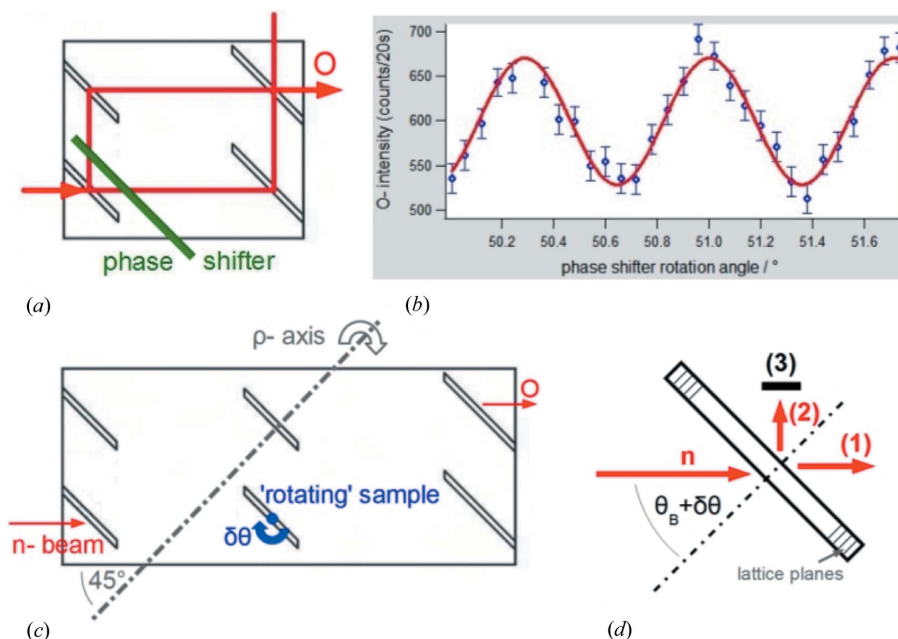 O
phase shifter
(a)
O- intensity (counts/20s)
700
650
600
550
500
50.2 50.4 50.6 50.8 51.0 51.2 51.4 51.6
phase shifter rotation angle / °
(b)
ρ- axis
O
'rotating' sample
δθ
n- beam
45°
(c)
(3)
(2)
(1)
n
θB+δθ
lattice planes
(d)